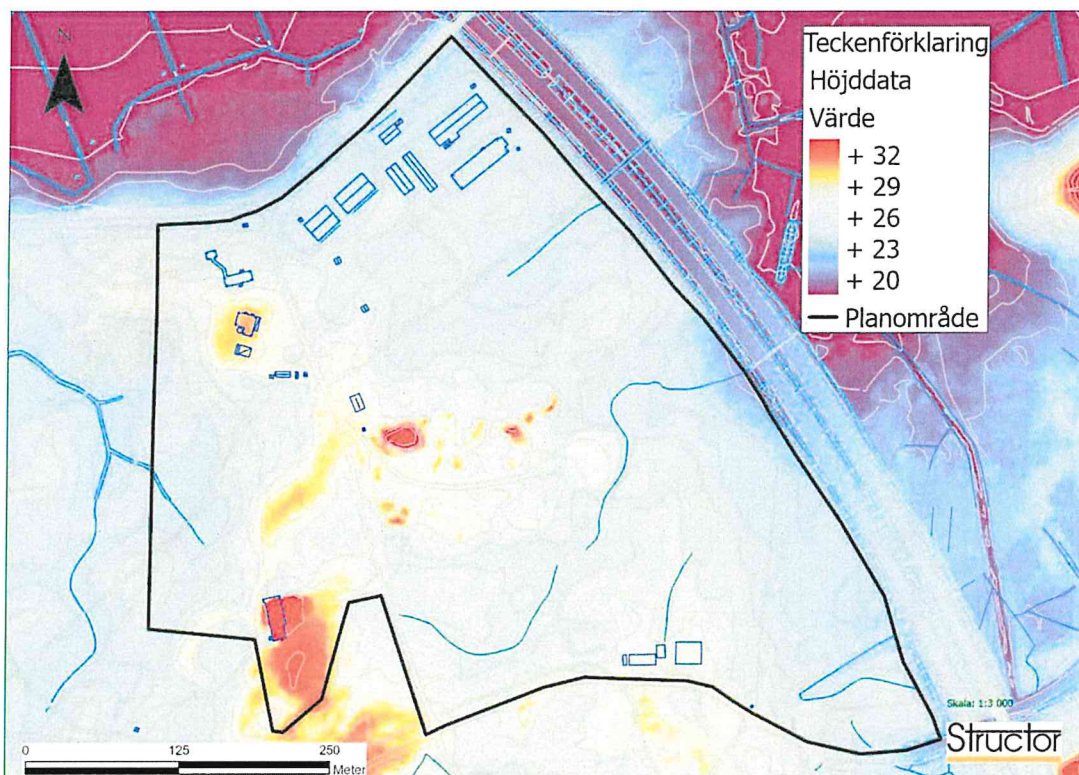 N
Teckenförklaring
Höjddata
Värde
+ 32
+ 29
+ 26
+ 23
+ 20
Planområde
Skala: 1:3 000
Structor
0 125 250
Meter